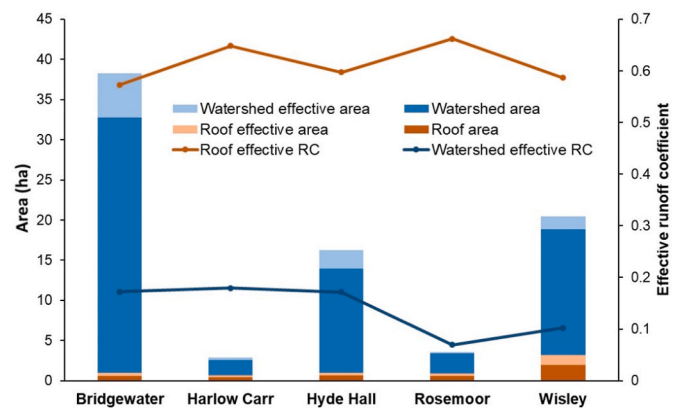 45
40
35
30
25
20
15
10
5
0
Area (ha)
Watershed effective area
Watershed area
Roof effective area
Roof area
Roof effective RC
Watershed effective RC
0.7
0.6
0.5
0.4
0.3
0.2
0.1
0
Effective runoff coefficient
Bridgewater Harlow Carr Hyde Hall Rosemoor Wisley